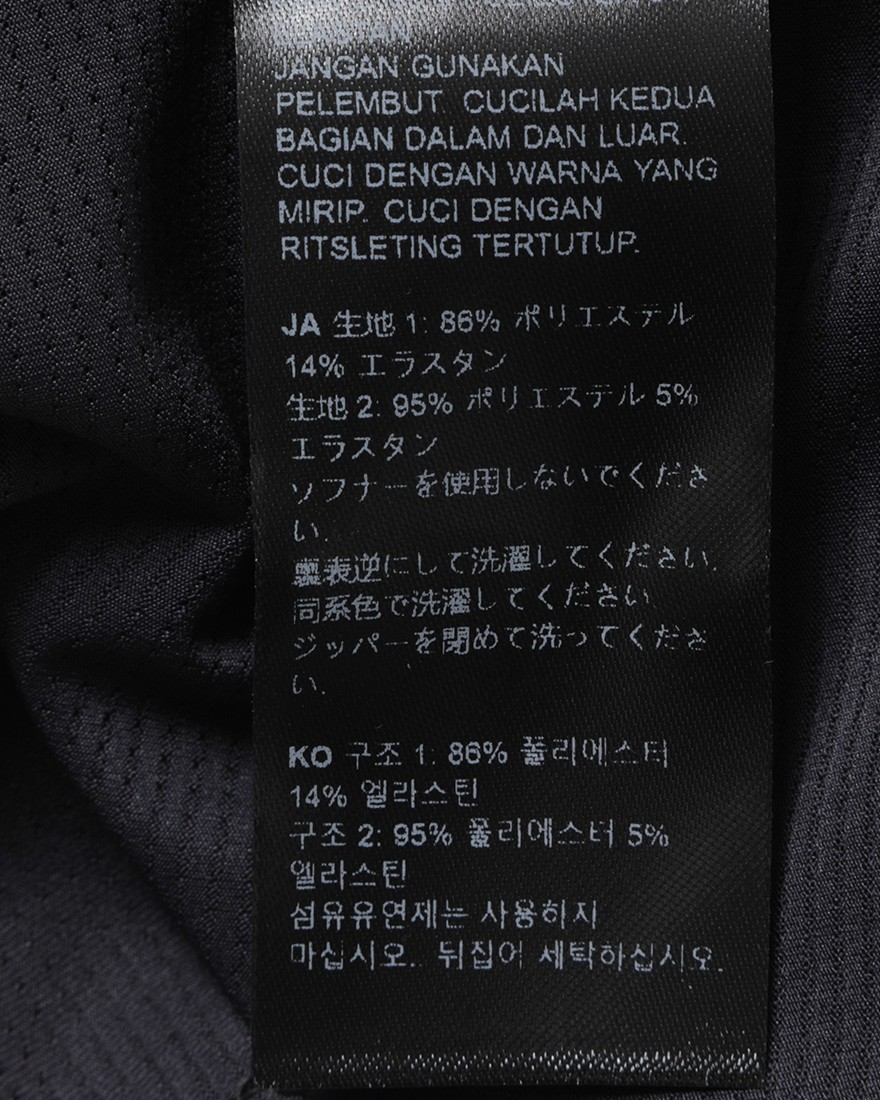 JANGAN GUNAKAN
PELEMBUT. CUCILAH KEDUA
BAGIAN DALAM DAN LUAR.
CUCI DENGAN WARNA YANG
MIRIP. CUCI DENGAN
RITSLETING TERTUTUP.
JA 生地 1: 86% ポリエステル
14% エラスタン
生地 2: 95% ポリエステル 5%
エラスタン
ソフナーを使用しないでくださ
い.
裏表逆にして洗濯してください.
同系色で洗濯してください.
ジッパーを閉めて洗ってくださ
い.
KO 구조 1: 86% 폴리에스터
14% 엘라스틴
구조 2: 95% 폴리에스터 5%
엘라스틴
섬유유연제는 사용하지
마십시오. 뒤집어 세탁하십시오.